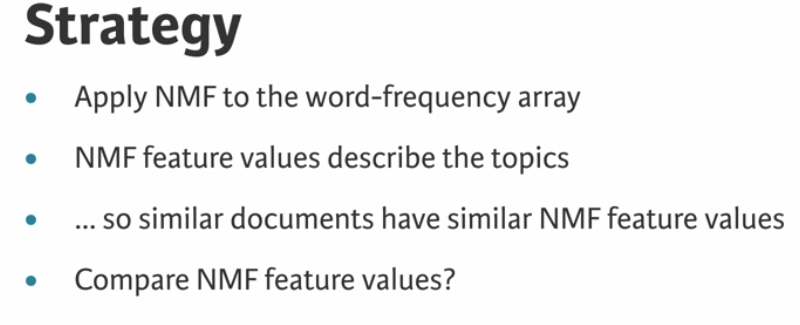 Strategy
• Apply NMF to the word-frequency array
• NMF feature values describe the topics
• ... so similar documents have similar NMF feature values
• Compare NMF feature values?